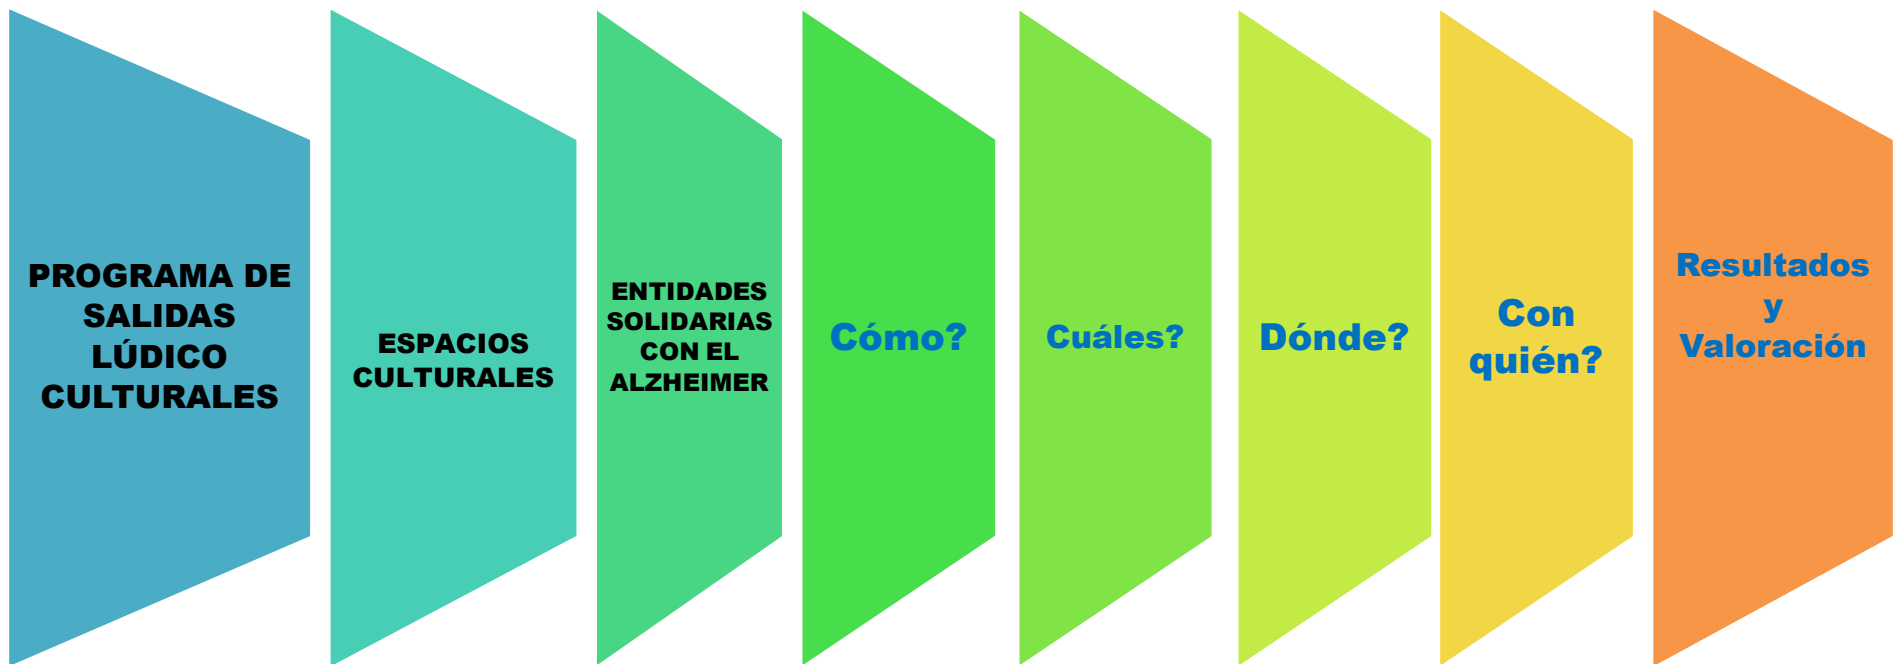 PROGRAMA DE
SALIDAS
LÚDICO
CULTURALES
ESPACIOS
CULTURALES
ENTIDADES
SOLIDARIAS
CON EL
ALZHEIMER
Cómo?
Cuáles?
Dónde?
Con
quién?
Resultados
y
Valoración